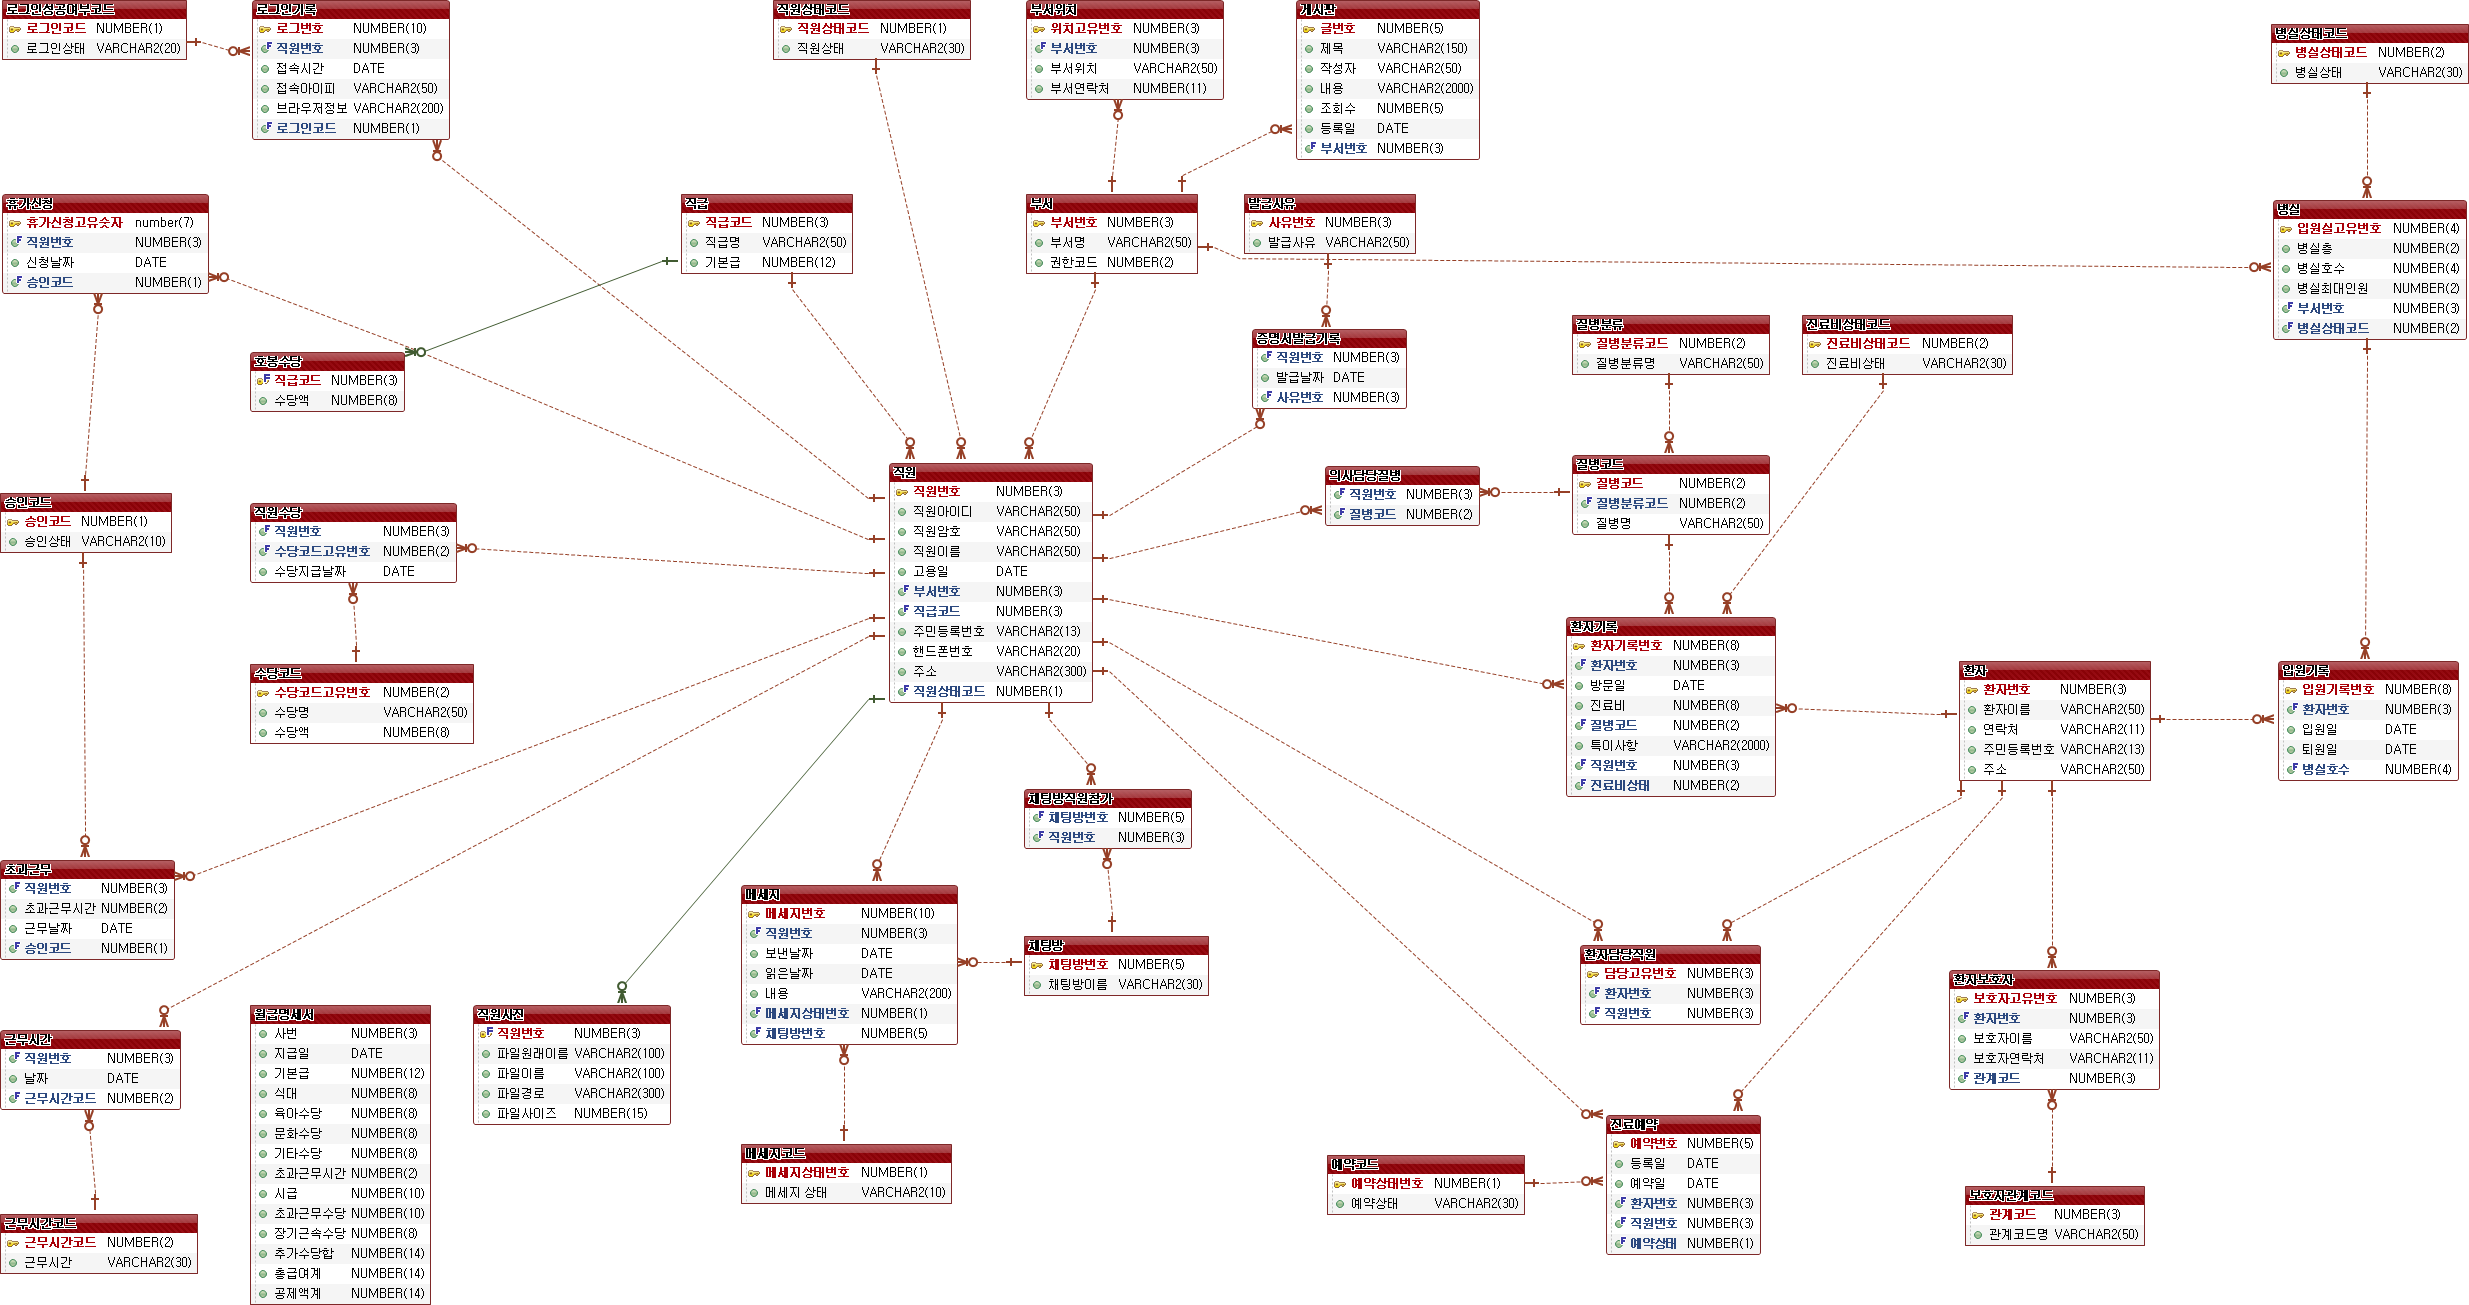 로그인성공여부코드
로그인코드 NUMBER(1)
로그인상태 VARCHAR2(20)
로그인기록
로그번호 NUMBER(10)
직원번호 NUMBER(3)
접속시간 DATE
접속아이피 VARCHAR2(50)
브라우저정보 VARCHAR2(200)
로그인코드 NUMBER(1)
직원상태코드
직원상태코드 NUMBER(1)
직원상태 VARCHAR2(30)
부서위치
위치고유번호 NUMBER(3)
부서번호 NUMBER(3)
부서위치 VARCHAR2(50)
부서연락처 NUMBER(11)
게시판
글번호 NUMBER(5)
제목 VARCHAR2(150)
작성자 VARCHAR2(50)
내용 VARCHAR2(2000)
조회수 NUMBER(5)
등록일 DATE
부서번호 NUMBER(3)
병실상태코드
병실상태코드 NUMBER(2)
병실상태 VARCHAR2(30)
휴가신청
휴가신청고유숫자 number(7)
직원번호 NUMBER(3)
신청날짜 DATE
승인코드 NUMBER(1)
직급
직급코드 NUMBER(3)
직급명 VARCHAR2(50)
기본급 NUMBER(12)
부서
부서번호 NUMBER(3)
부서명 VARCHAR2(50)
권한코드 NUMBER(2)
발급사유
사유번호 NUMBER(3)
발급사유 VARCHAR2(50)
병실
입원실고유번호 NUMBER(4)
병실층 NUMBER(2)
병실호수 NUMBER(4)
병실최대인원 NUMBER(2)
부서번호 NUMBER(3)
병실상태코드 NUMBER(2)
호봉수당
직급코드 NUMBER(3)
수당액 NUMBER(8)
증명서발급기록
직원번호 NUMBER(3)
발급날짜 DATE
사유번호 NUMBER(3)
질병분류
질병분류코드 NUMBER(2)
질병분류명 VARCHAR2(50)
진료비상태코드
진료비상태코드 NUMBER(2)
진료비상태 VARCHAR2(30)
승인코드
승인코드 NUMBER(1)
승인상태 VARCHAR2(10)
직원수당
직원번호 NUMBER(3)
수당코드고유번호 NUMBER(2)
수당지급날짜 DATE
직원
직원번호 NUMBER(3)
직원아이디 VARCHAR2(50)
직원암호 VARCHAR2(50)
직원이름 VARCHAR2(50)
고용일 DATE
부서번호 NUMBER(3)
직급코드 NUMBER(3)
주민등록번호 VARCHAR2(13)
핸드폰번호 VARCHAR2(20)
주소 VARCHAR2(300)
직원상태코드 NUMBER(1)
의사담당질병
직원번호 NUMBER(3)
질병코드 NUMBER(2)
질병코드
질병코드 NUMBER(2)
질병분류코드 NUMBER(2)
질병명 VARCHAR2(50)
수당코드
수당코드고유번호 NUMBER(2)
수당명 VARCHAR2(50)
수당액 NUMBER(8)
환자기록
환자기록번호 NUMBER(8)
환자번호 NUMBER(3)
방문일 DATE
진료비 NUMBER(8)
질병코드 NUMBER(2)
특이사항 VARCHAR2(2000)
직원번호 NUMBER(3)
진료비상태 NUMBER(2)
환자
환자번호 NUMBER(3)
환자이름 VARCHAR2(50)
연락처 VARCHAR2(11)
주민등록번호 VARCHAR2(13)
주소 VARCHAR2(50)
입원기록
입원기록번호 NUMBER(8)
환자번호 NUMBER(3)
입원일 DATE
퇴원일 DATE
병실호수 NUMBER(4)
채팅방직원참가
채팅방번호 NUMBER(5)
직원번호 NUMBER(3)
초과근무
직원번호 NUMBER(3)
초과근무시간 NUMBER(2)
근무날짜 DATE
승인코드 NUMBER(1)
메세지
메세지번호 NUMBER(10)
직원번호 NUMBER(3)
보낸날짜 DATE
읽은날짜 DATE
내용 VARCHAR2(200)
메세지상태번호 NUMBER(1)
채팅방번호 NUMBER(5)
채팅방
채팅방번호 NUMBER(5)
채팅방이름 VARCHAR2(30)
환자담당직원
담당고유번호 NUMBER(3)
환자번호 NUMBER(3)
직원번호 NUMBER(3)
환자보호자
보호자고유번호 NUMBER(3)
환자번호 NUMBER(3)
보호자이름 VARCHAR2(50)
보호자연락처 VARCHAR2(11)
관계코드 NUMBER(3)
근무시간
직원번호 NUMBER(3)
날짜 DATE
근무시간코드 NUMBER(2)
월급명세서
사번 NUMBER(3)
지급일 DATE
기본급 NUMBER(12)
식대 NUMBER(8)
육아수당 NUMBER(8)
문화수당 NUMBER(8)
기타수당 NUMBER(8)
초과근무시간 NUMBER(2)
시급 NUMBER(10)
초과근무수당 NUMBER(10)
장기근속수당 NUMBER(8)
추가수당합 NUMBER(14)
총급여계 NUMBER(14)
공제액계 NUMBER(14)
직원사진
직원번호 NUMBER(3)
파일원래이름 VARCHAR2(100)
파일이름 VARCHAR2(100)
파일경로 VARCHAR2(300)
파일사이즈 NUMBER(15)
메세지코드
메세지상태번호 NUMBER(1)
메세지 상태 VARCHAR2(10)
진료예약
예약번호 NUMBER(5)
등록일 DATE
예약일 DATE
환자번호 NUMBER(3)
직원번호 NUMBER(3)
예약상태 NUMBER(1)
예약코드
예약상태번호 NUMBER(1)
예약상태 VARCHAR2(30)
보호자관계코드
관계코드 NUMBER(3)
관계코드명 VARCHAR2(50)
근무시간코드
근무시간코드 NUMBER(2)
근무시간 VARCHAR2(30)